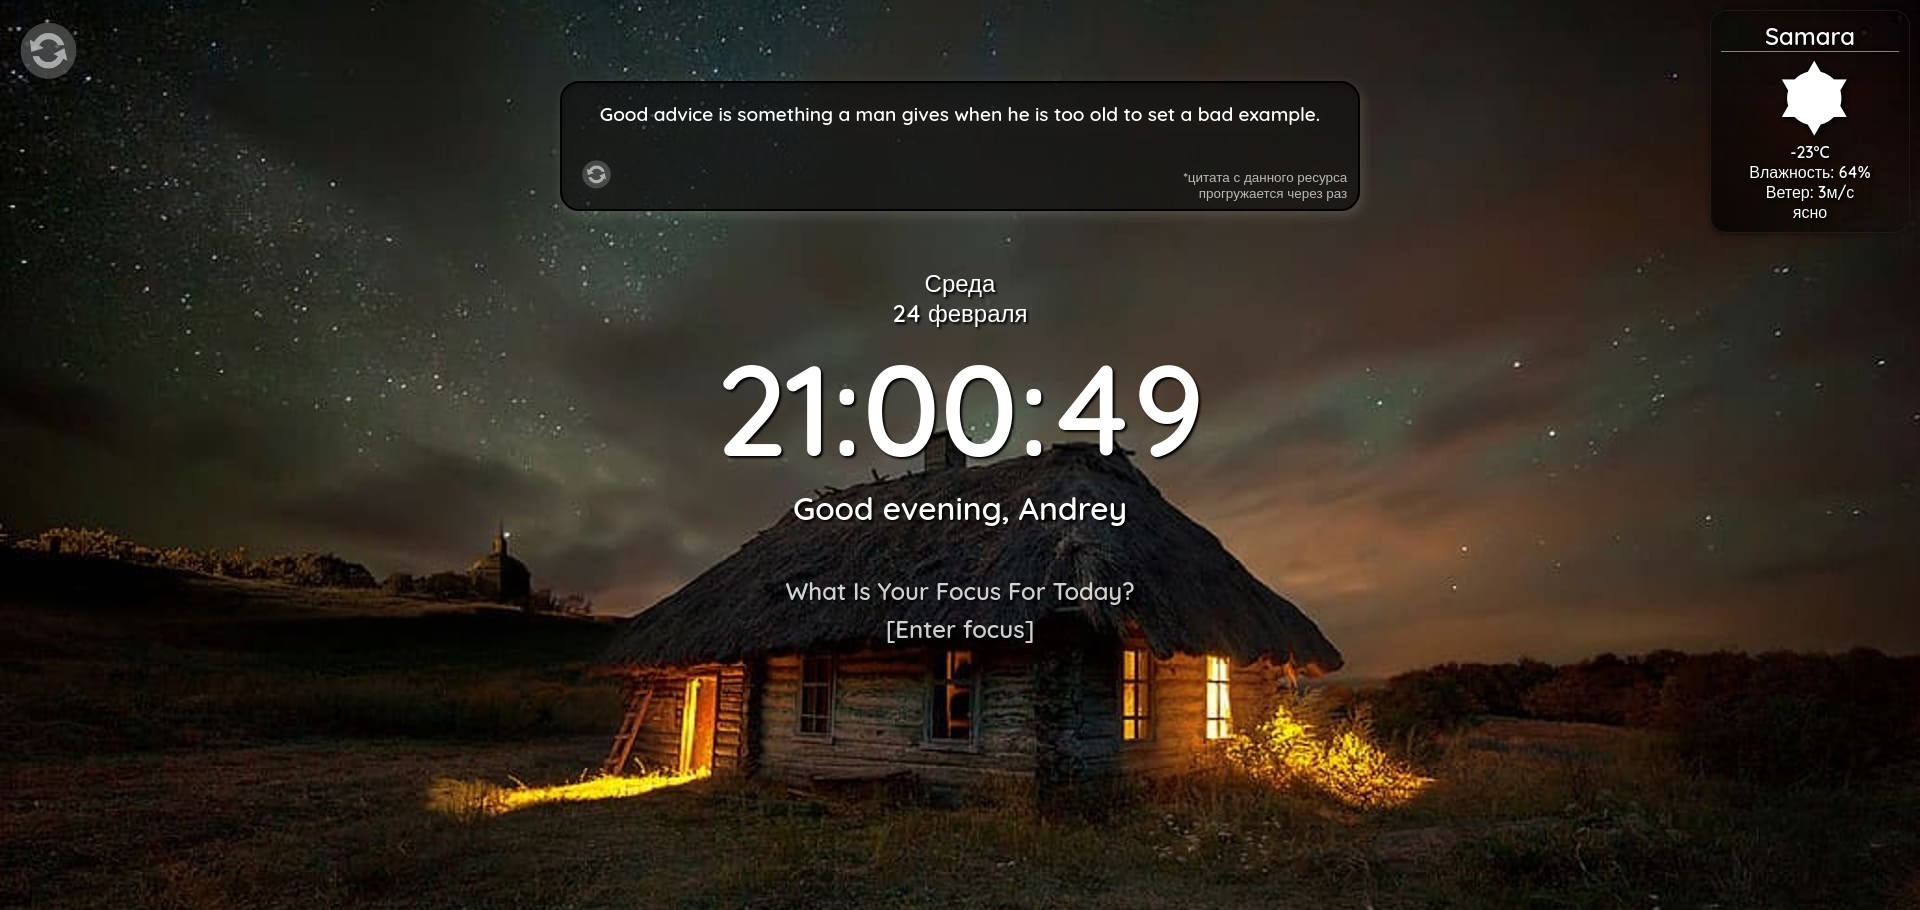 Good advice is something a man gives when he is too old to set a bad example.
*цитата с данного ресурса
прогружается через раз
Samara
-23°C
Влажность: 64%
Ветер: 3м/с
ясно
Среда
24 февраля
21:00:49
Good evening, Andrey
What Is Your Focus For Today?
[Enter focus]